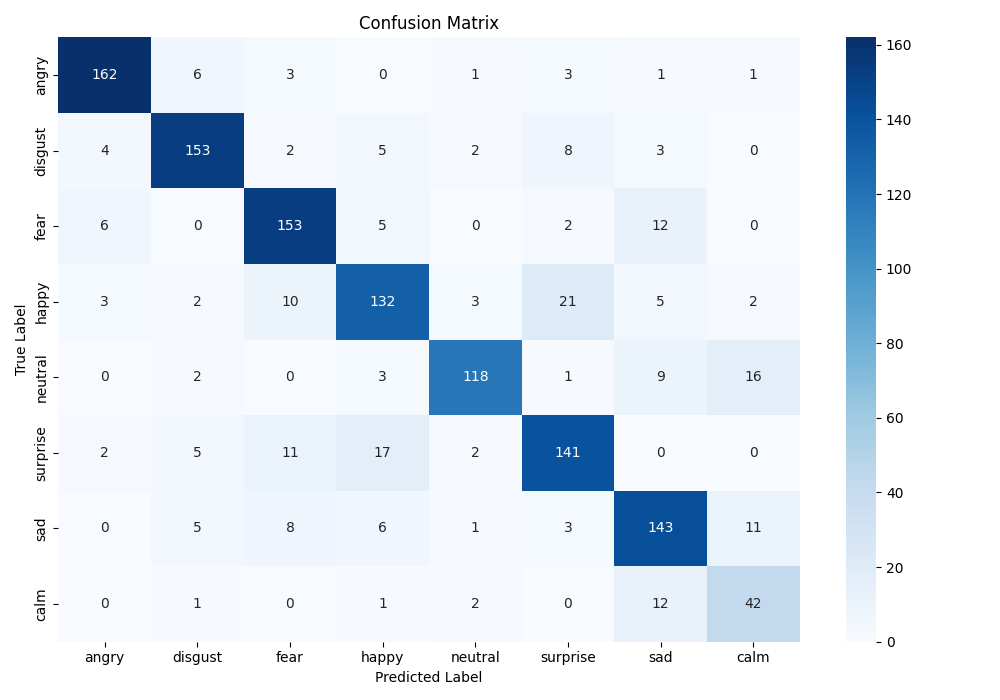 Confusion Matrix
angry 162 6 3 0 1 3 1 1
disgust 4 153 2 5 2 8 3 0
fear 6 0 153 5 0 2 12 0
happy 3 2 10 132 3 21 5 2
neutral 0 2 0 3 118 1 9 16
surprise 2 5 11 17 2 141 0 0
sad 0 5 8 6 1 3 143 11
calm 0 1 0 1 2 0 12 42
angry disgust fear happy neutral surprise sad calm
Predicted Label
True Label
160
140
120
100
80
60
40
20
0